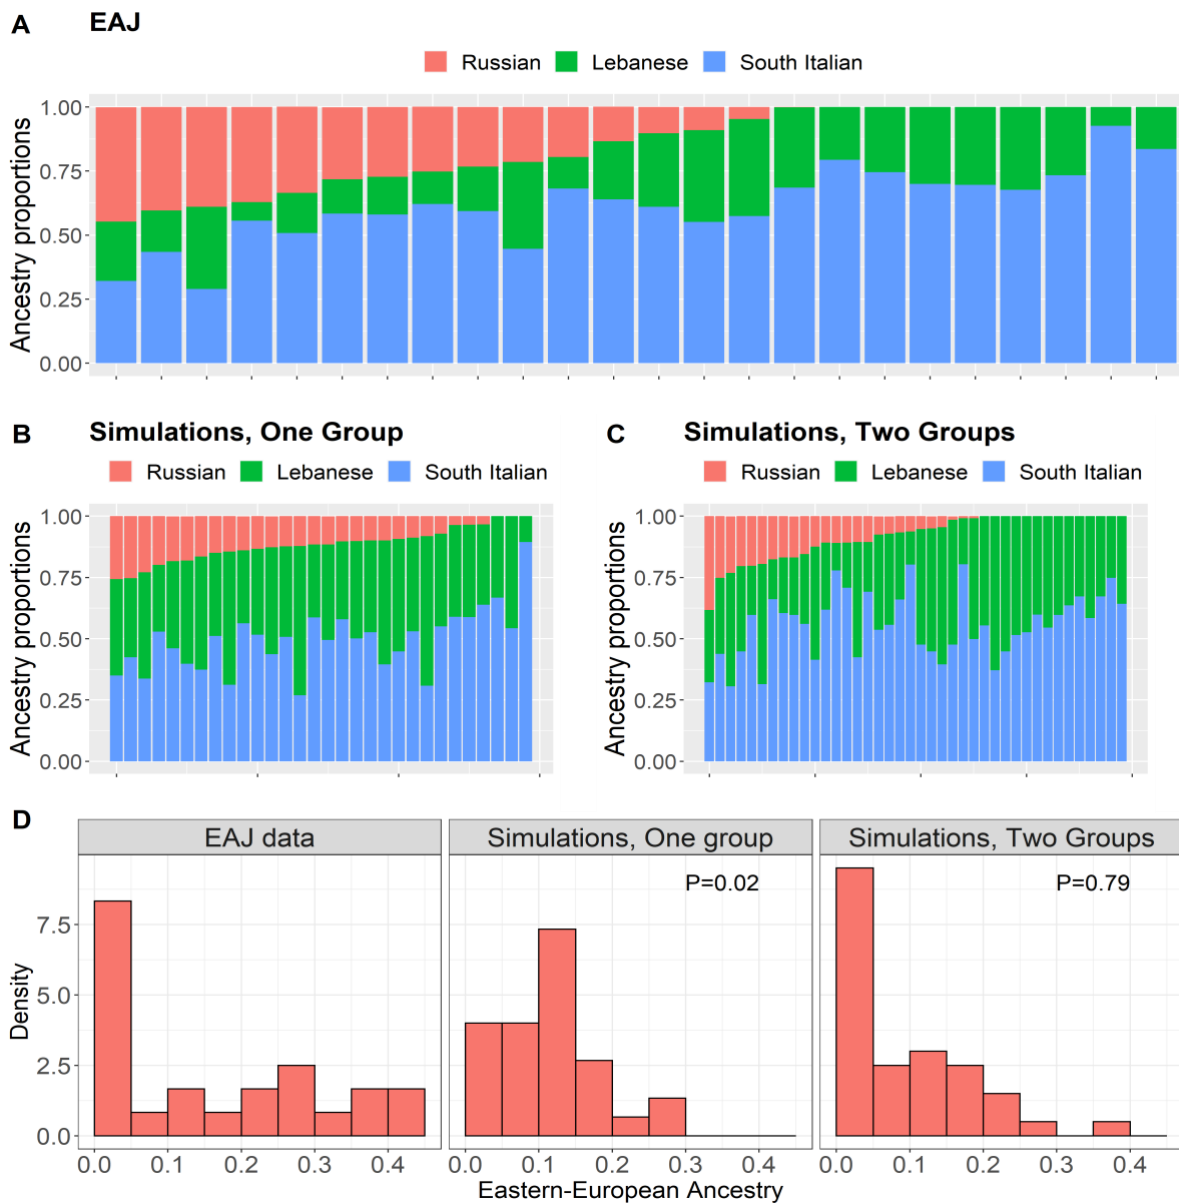 A
EAJ
Russian Lebanese South Italian
Ancestry proportions
1.00
0.75
0.50
0.25
0.00
B
Simulations, One Group
Russian Lebanese South Italian
Ancestry proportions
1.00
0.75
0.50
0.25
0.00
C
Simulations, Two Groups
Russian Lebanese South Italian
Ancestry proportions
1.00
0.75
0.50
0.25
0.00
D
EAJ data
Simulations, One group
Simulations, Two Groups
P=0.02
P=0.79
Density
7.5
5.0
2.5
0.0
0.0 0.1 0.2 0.3 0.4
0.0 0.1 0.2 0.3 0.4
0.0 0.1 0.2 0.3 0.4
Eastern-European Ancestry